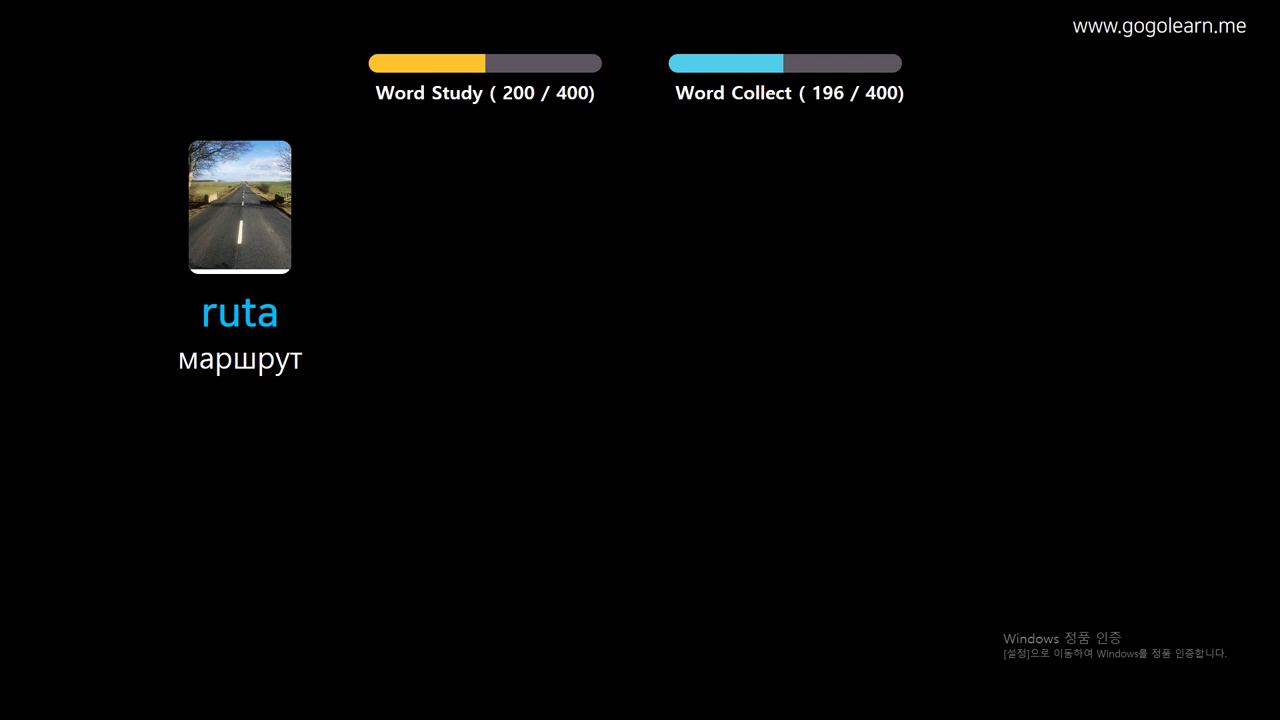 www.gogolearn.me
Word Study ( 200 / 400)
Word Collect ( 196 / 400)
ruta
маршрут
Windows 정품 인증
[설정]으로 이동하여 Windows를 정품 인증합니다.